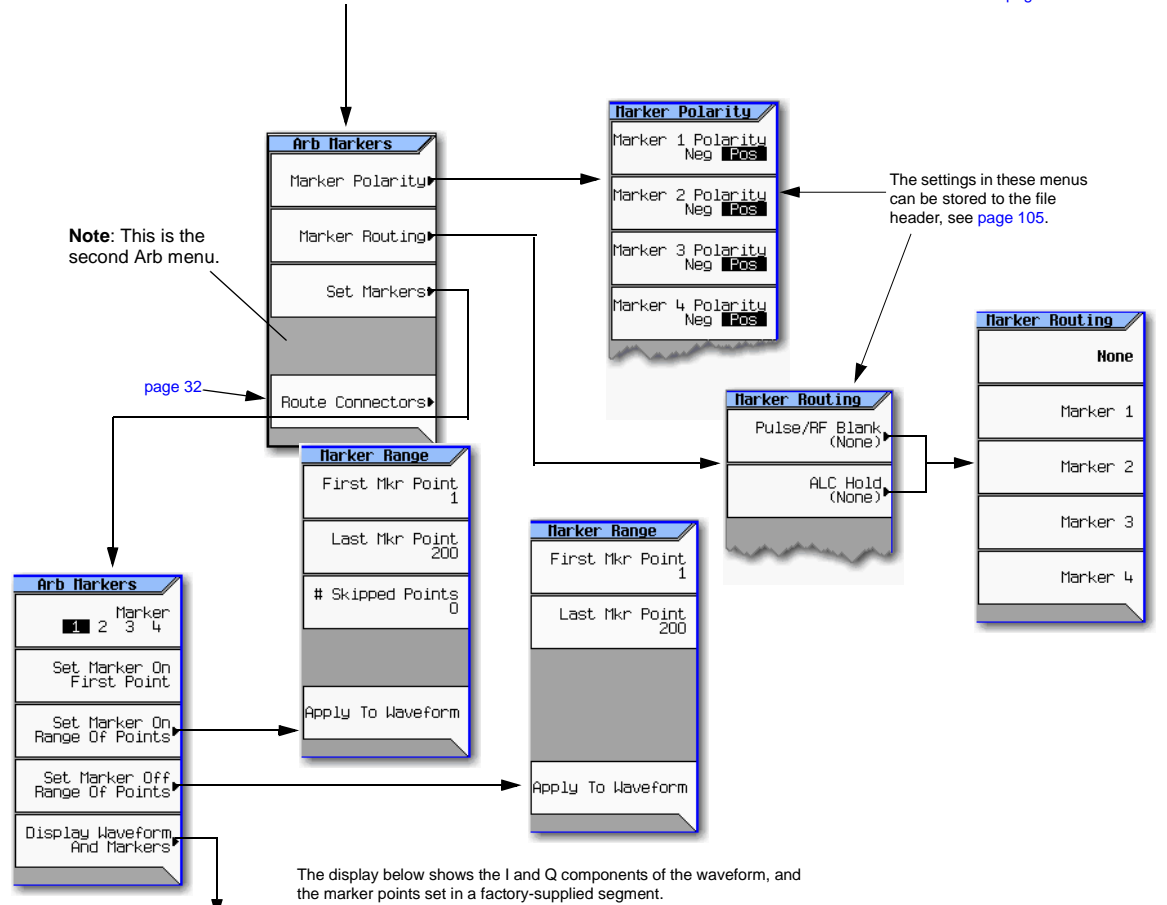 Arb Markers
Marker Polarity
Marker Routing
Set Markers
Route Connectors
Note: This is the
second Arb menu.
page 32
Marker Polarity
Marker 1 Polarity
Neg Pos
Marker 2 Polarity
Neg Pos
Marker 3 Polarity
Neg Pos
Marker 4 Polarity
Neg Pos
The settings in these menus
can be stored to the file
header, see page 105.
Marker Routing
Pulse/RF Blank
(None)
ALC Hold
(None)
Marker Routing
None
Marker 1
Marker 2
Marker 3
Marker 4
Marker Range
First Mkr Point
1
Last Mkr Point
200
# Skipped Points
0
Apply To Waveform
Marker Range
First Mkr Point
1
Last Mkr Point
200
Apply To Waveform
Arb Markers
Marker
1 2 3 4
Set Marker On
First Point
Set Marker On
Range Of Points
Set Marker Off
Range Of Points
Display Waveform
And Markers
The display below shows the I and Q components of the waveform, and
the marker points set in a factory-supplied segment.